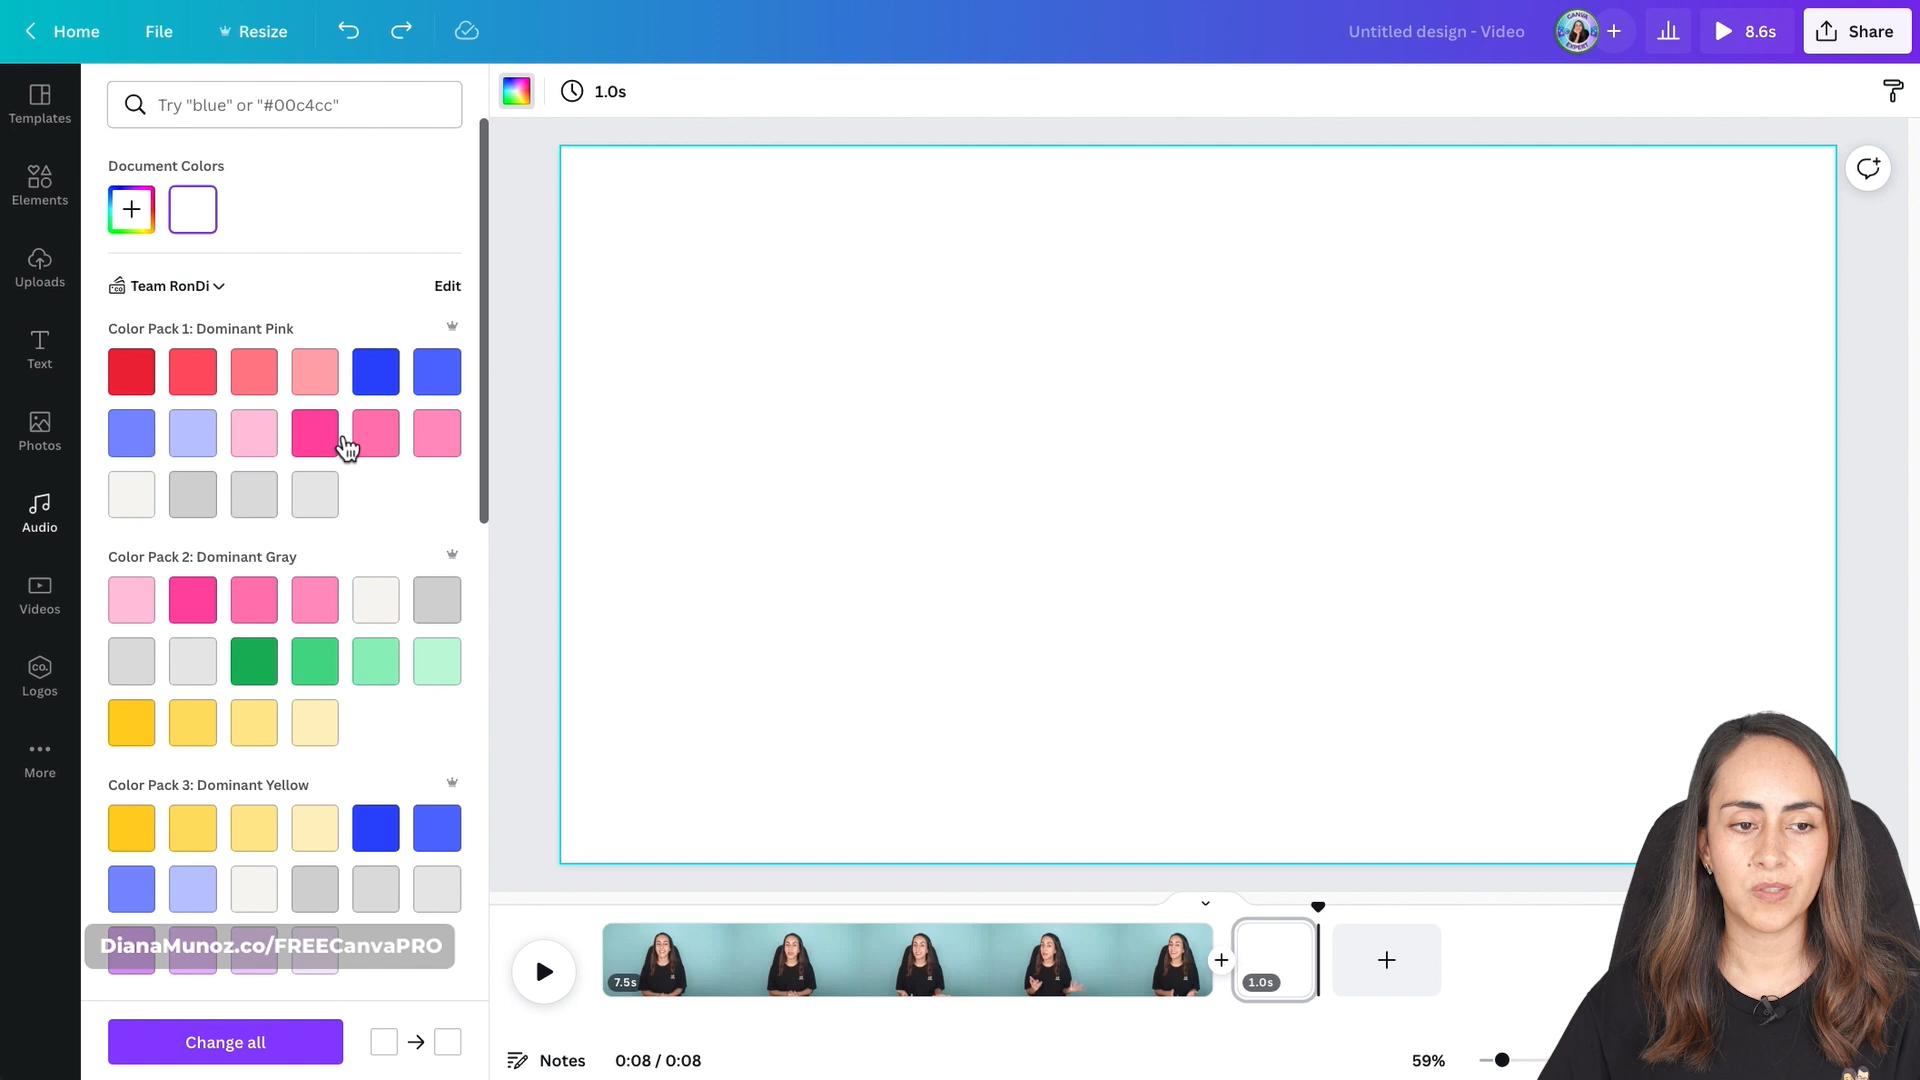 Home
File
Resize
Untitled design - Video
8.6s
Share
Templates
Elements
Uploads
Text
Photos
Audio
Videos
Logos
More
Try "blue" or "#00c4cc"
Document Colors
Team RonDi
Edit
Color Pack 1: Dominant Pink
Color Pack 2: Dominant Gray
Color Pack 3: Dominant Yellow
DianaMunoz.co/FREECanvaPRO
Change all
1.0s
7.5s
1.0s
Notes
0:08 / 0:08
59%